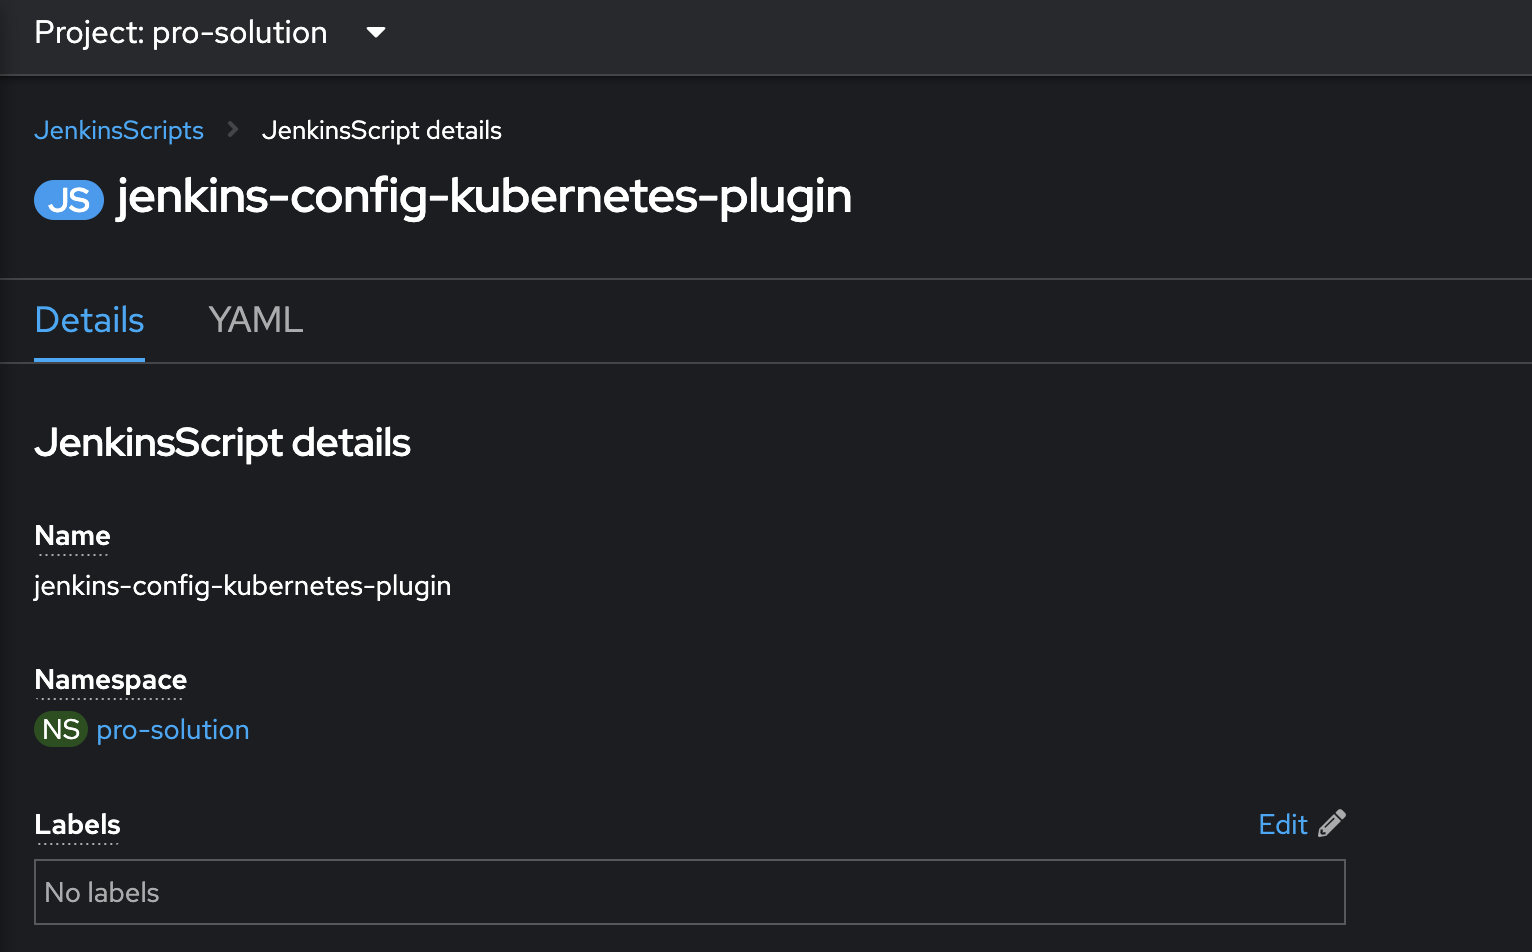 Project: pro-solution
JenkinsScripts > JenkinsScript details
JS jenkins-config-kubernetes-plugin
Details YAML
JenkinsScript details
Name
jenkins-config-kubernetes-plugin
Namespace
NS pro-solution
Labels Edit
No labels